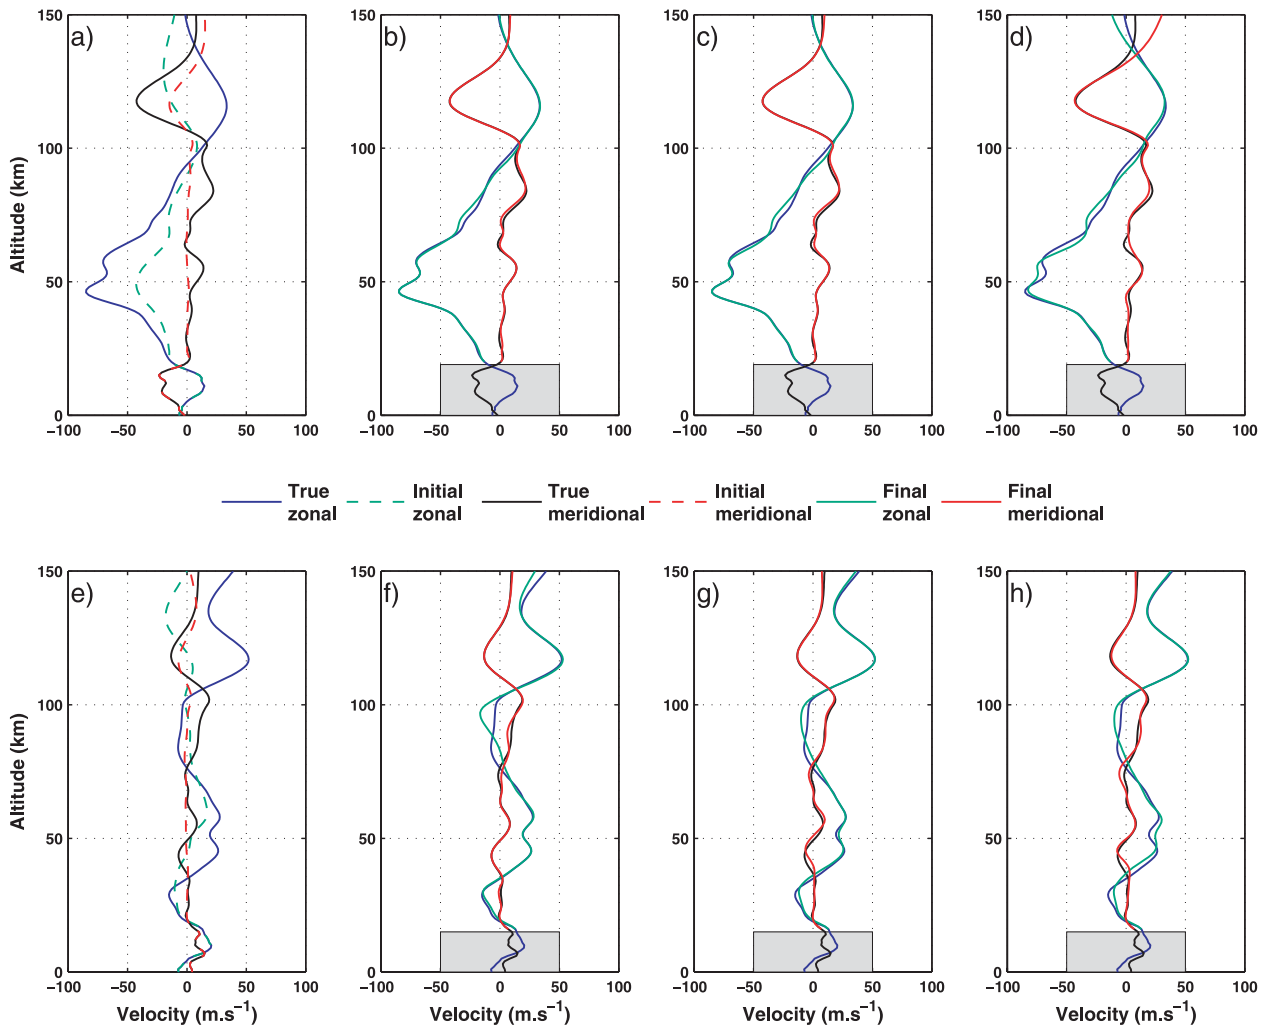 a)
b)
c)
d)
150
100
50
0
Altitude (km)
−100 −50 0 50 100
150
100
50
0
−100 −50 0 50 100
150
100
50
0
−100 −50 0 50 100
150
100
50
0
−100 −50 0 50 100
True zonal
Initial zonal
True meridional
Initial meridional
Final zonal
Final meridional
e)
f)
g)
h)
150
100
50
0
Altitude (km)
−100 −50 0 50 100
Velocity (m.s⁻¹)
150
100
50
0
−100 −50 0 50 100
Velocity (m.s⁻¹)
150
100
50
0
−100 −50 0 50 100
Velocity (m.s⁻¹)
150
100
50
0
−100 −50 0 50 100
Velocity (m.s⁻¹)